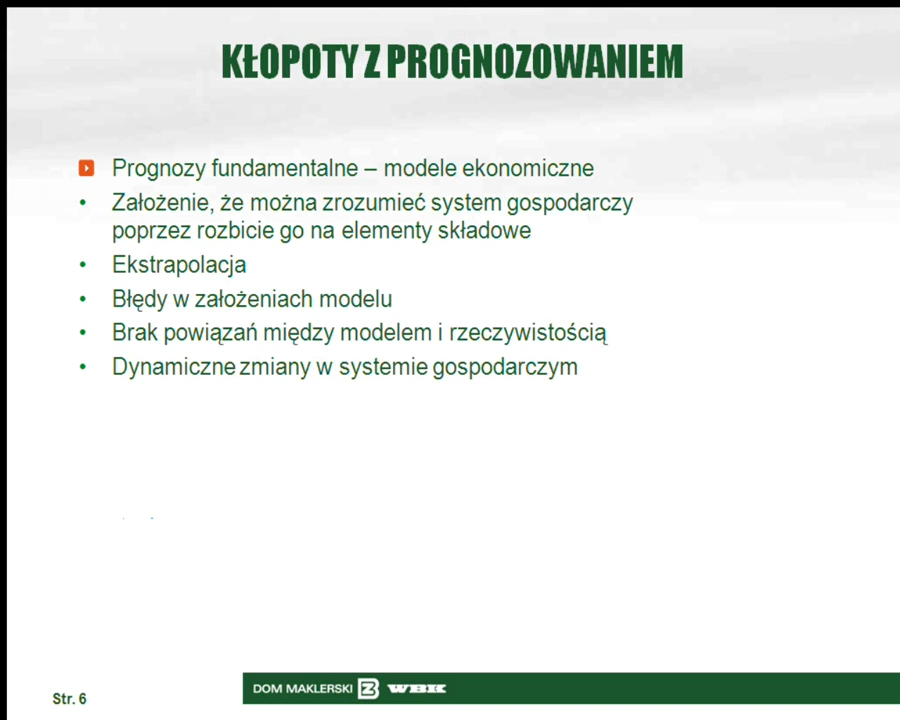 KŁOPOTY Z PROGNOZOWANIEM
Prognozy fundamentalne – modele ekonomiczne
• Założenie, że można zrozumieć system gospodarczy
poprzez rozbicie go na elementy składowe
• Ekstrapolacja
• Błędy w założeniach modelu
• Brak powiązań między modelem i rzeczywistością
• Dynamiczne zmiany w systemie gospodarczym
Str. 6
DOM MAKLERSKI BZ WBK